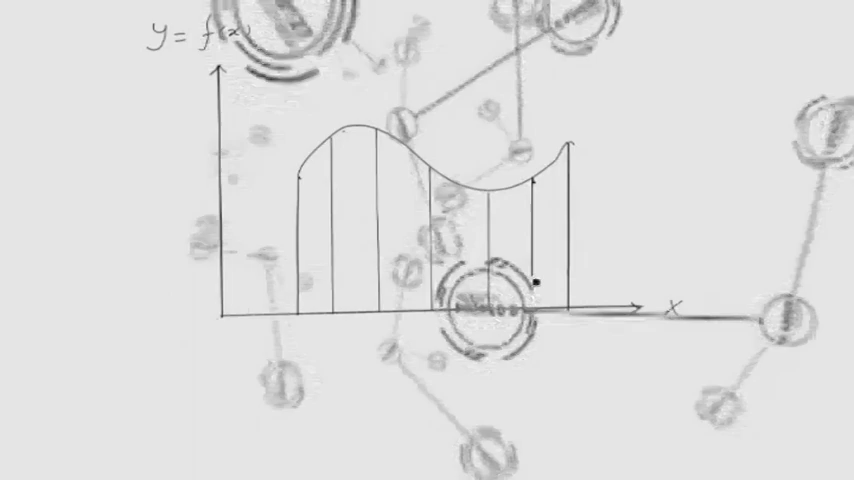 y = f(x)
x